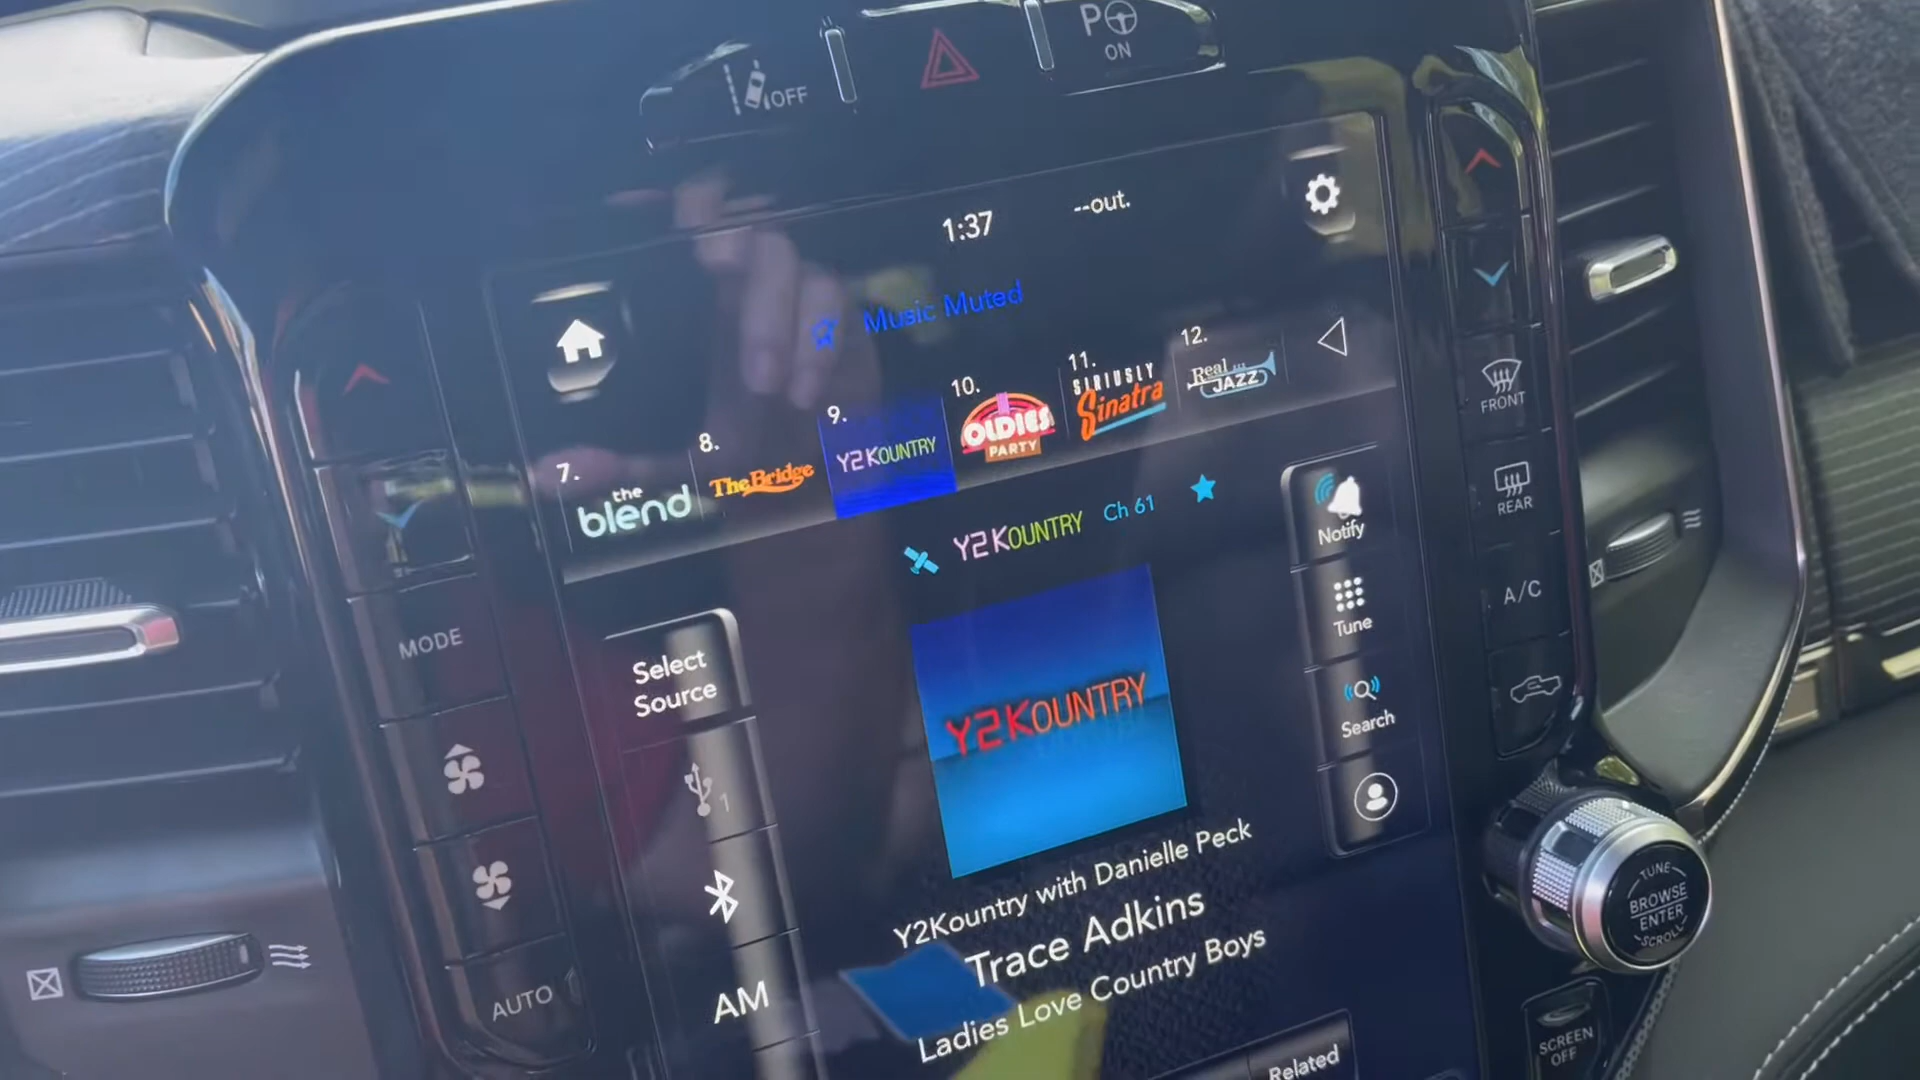 OFF
P
ON
1:37
--out.
Music Muted
7.
the
blend
8.
The Bridge
9.
Y2KOUNTRY
10.
OLDIES
PARTY
11.
SIRIUSLY
Sinatra
12.
Real
JAZZ
Y2KOUNTRY
Ch 61
Select
Source
1
AM
Y2KOUNTRY
Y2Kountry with Danielle Peck
Trace Adkins
Ladies Love Country Boys
Related
Notify
Tune
Search
MODE
AUTO
FRONT
REAR
A/C
TUNE
BROWSE
ENTER
SCROLL
SCREEN
OFF